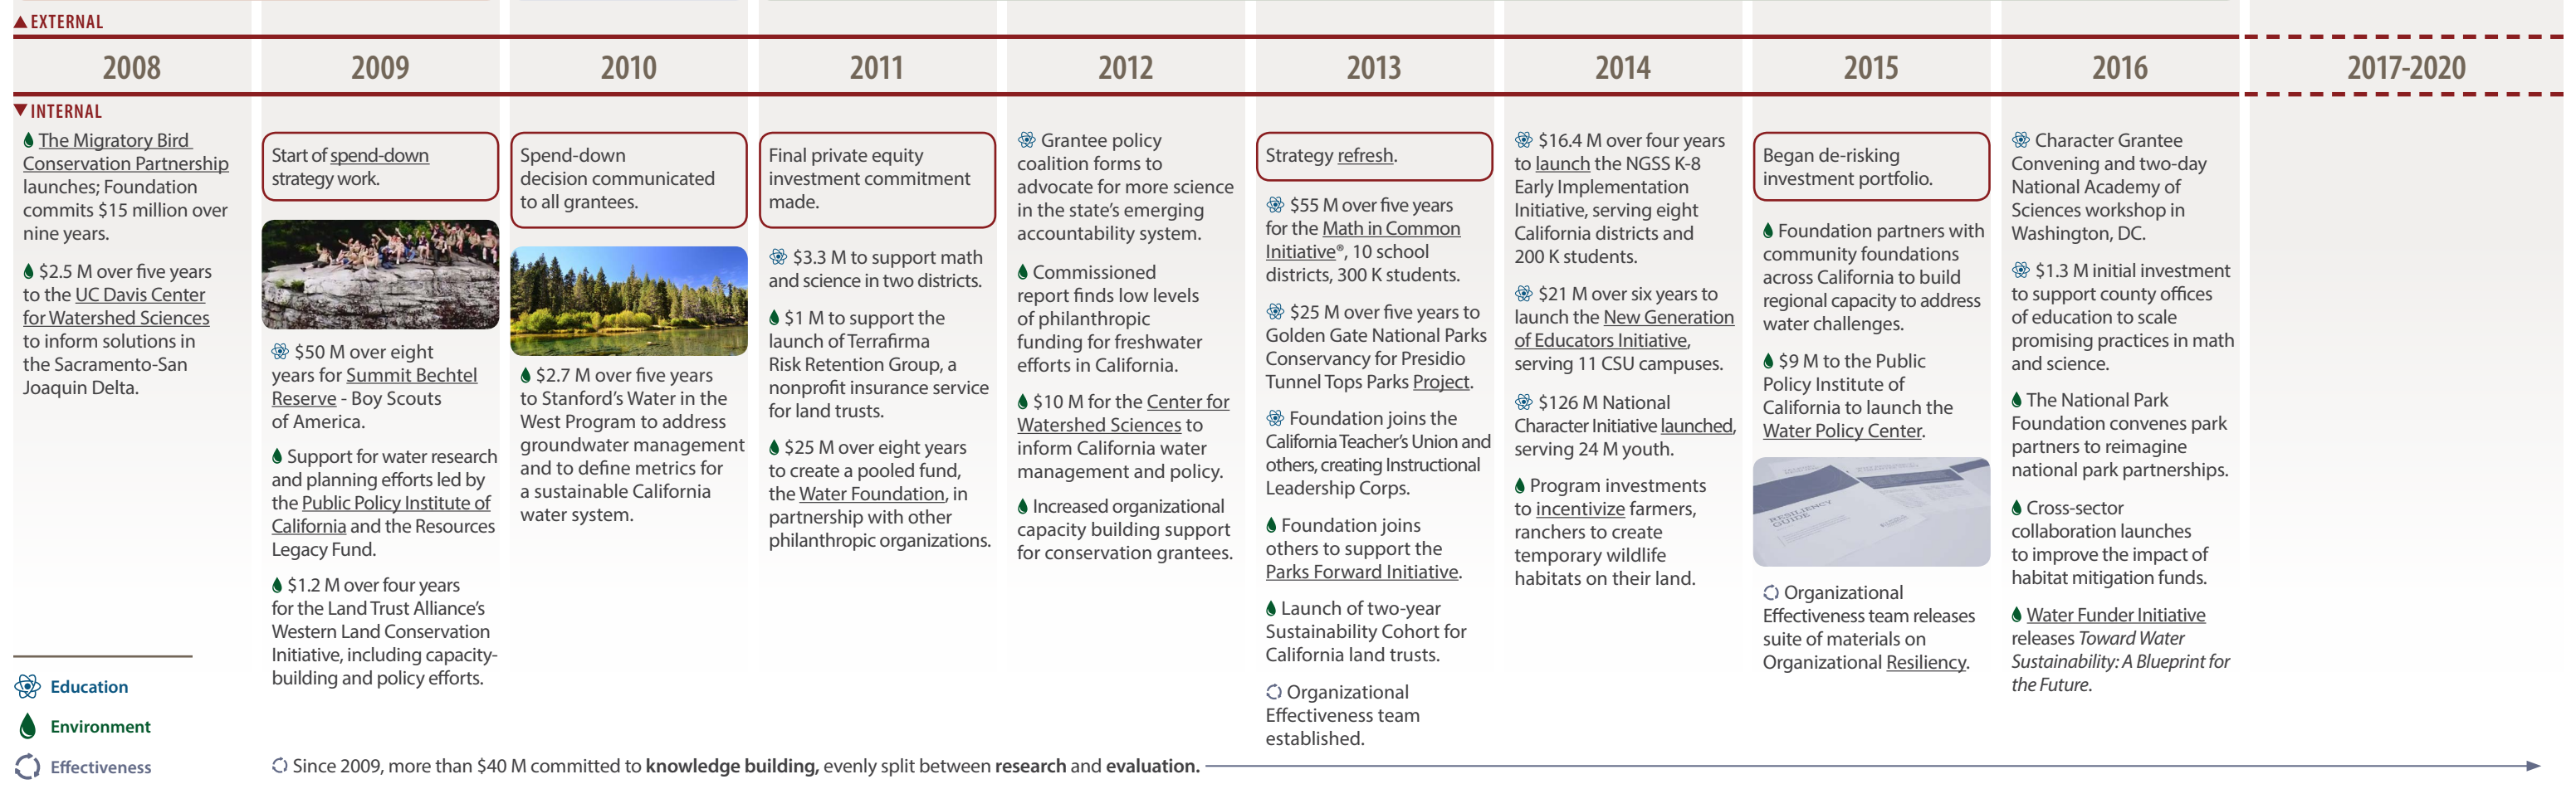 ▲EXTERNAL
2008
2009
2010
2011
2012
2013
2014
2015
2016
2017-2020
▼INTERNAL
The Migratory Bird
Conservation Partnership
launches; Foundation
commits $15 million over
nine years.
$2.5 M over five years
to the UC Davis Center
for Watershed Sciences
to inform solutions in
the Sacramento-San
Joaquin Delta.
Start of spend-down
strategy work.
$50 M over eight
years for Summit Bechtel
Reserve - Boy Scouts
of America.
Support for water research
and planning efforts led by
the Public Policy Institute of
California and the Resources
Legacy Fund.
$1.2 M over four years
for the Land Trust Alliance's
Western Land Conservation
Initiative, including capacity-
building and policy efforts.
Spend-down
decision communicated
to all grantees.
$2.7 M over five years
to Stanford's Water in the
West Program to address
groundwater management
and to define metrics for
a sustainable California
water system.
Final private equity
investment commitment
made.
$3.3 M to support math
and science in two districts.
$1 M to support the
launch of Terrafirma
Risk Retention Group, a
nonprofit insurance service
for land trusts.
$25 M over eight years
to create a pooled fund,
the Water Foundation, in
partnership with other
philanthropic organizations.
Grantee policy
coalition forms to
advocate for more science
in the state's emerging
accountability system.
Commissioned
report finds low levels
of philanthropic
funding for freshwater
efforts in California.
$10 M for the Center for
Watershed Sciences to
inform California water
management and policy.
Increased organizational
capacity building support
for conservation grantees.
Strategy refresh.
$55 M over five years
for the Math in Common
Initiative®, 10 school
districts, 300 K students.
$25 M over five years to
Golden Gate National Parks
Conservancy for Presidio
Tunnel Tops Parks Project.
Foundation joins the
California Teacher's Union and
others, creating Instructional
Leadership Corps.
Foundation joins
others to support the
Parks Forward Initiative.
Launch of two-year
Sustainability Cohort for
California land trusts.
Organizational
Effectiveness team
established.
$16.4 M over four years
to launch the NGSS K-8
Early Implementation
Initiative, serving eight
California districts and
200 K students.
$21 M over six years to
launch the New Generation
of Educators Initiative,
serving 11 CSU campuses.
$126 M National
Character Initiative launched,
serving 24 M youth.
Program investments
to incentivize farmers,
ranchers to create
temporary wildlife
habitats on their land.
Began de-risking
investment portfolio.
Foundation partners with
community foundations
across California to build
regional capacity to address
water challenges.
$9 M to the Public
Policy Institute of
California to launch the
Water Policy Center.
RESILIENCY
GUIDE
Organizational
Effectiveness team releases
suite of materials on
Organizational Resiliency.
Character Grantee
Convening and two-day
National Academy of
Sciences workshop in
Washington, DC.
$1.3 M initial investment
to support county offices
of education to scale
promising practices in math
and science.
The National Park
Foundation convenes park
partners to reimagine
national park partnerships.
Cross-sector
collaboration launches
to improve the impact of
habitat mitigation funds.
Water Funder Initiative
releases Toward Water
Sustainability: A Blueprint for
the Future.
Education
Environment
Effectiveness
Since 2009, more than $40 M committed to knowledge building, evenly split between research and evaluation.